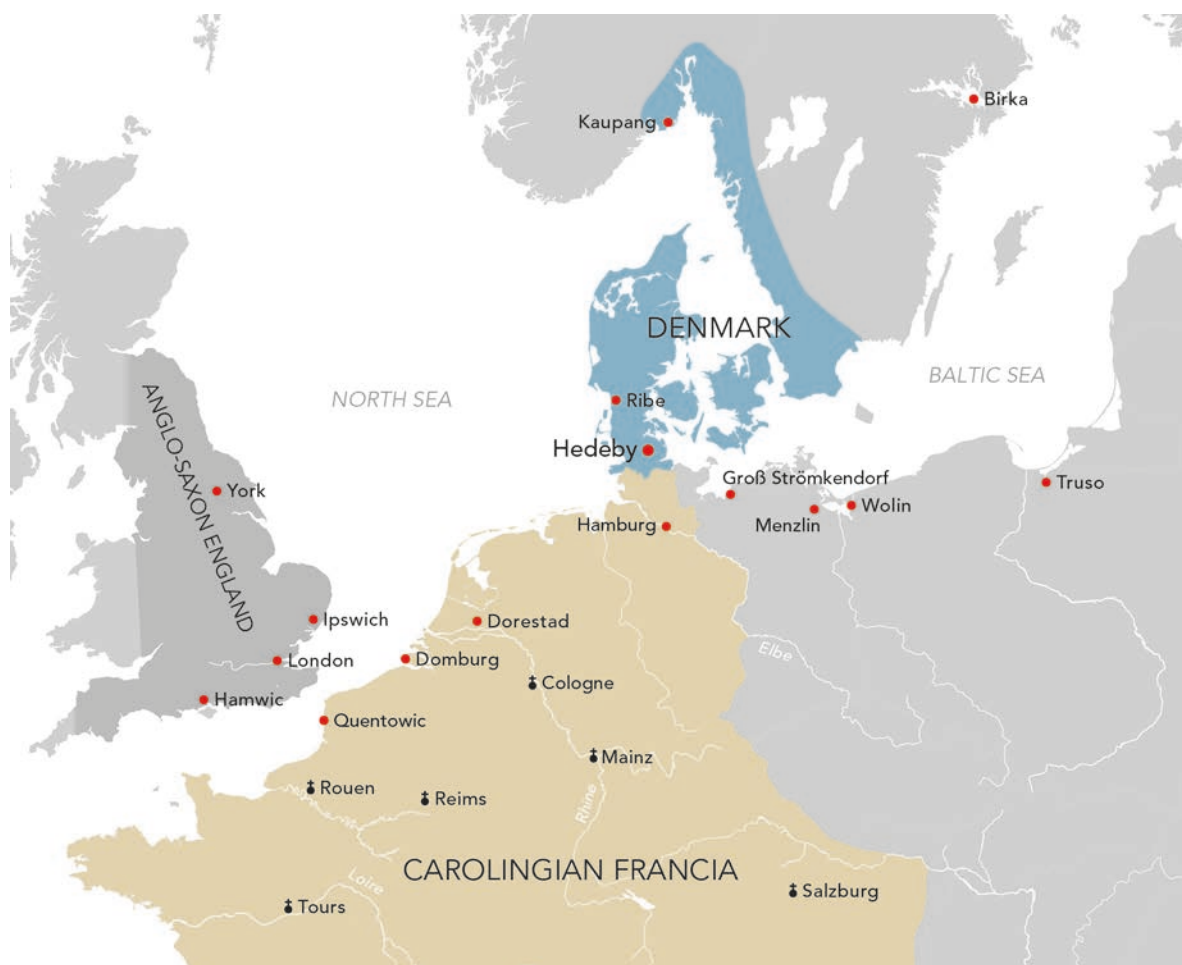 Birka
Kaupang
DENMARK
NORTH SEA
BALTIC SEA
Ribe
Hedeby
ANGLO-SAXON ENGLAND
York
Groß Strömkendorf
Truso
Wolin
Menzlin
Hamburg
Ipswich
Dorestad
London
Domburg
Elbe
Cologne
Hamwic
Quentowic
Mainz
Rouen
Reims
Rhine
CAROLINGIAN FRANCIA
Loire
Salzburg
Tours